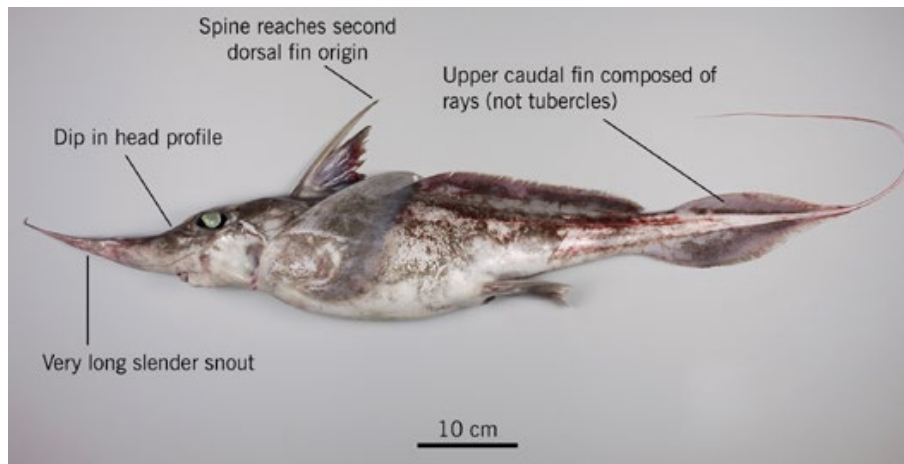 Spine reaches second
dorsal fin origin
Upper caudal fin composed of
rays (not tubercles)
Dip in head profile
Very long slender snout
10 cm